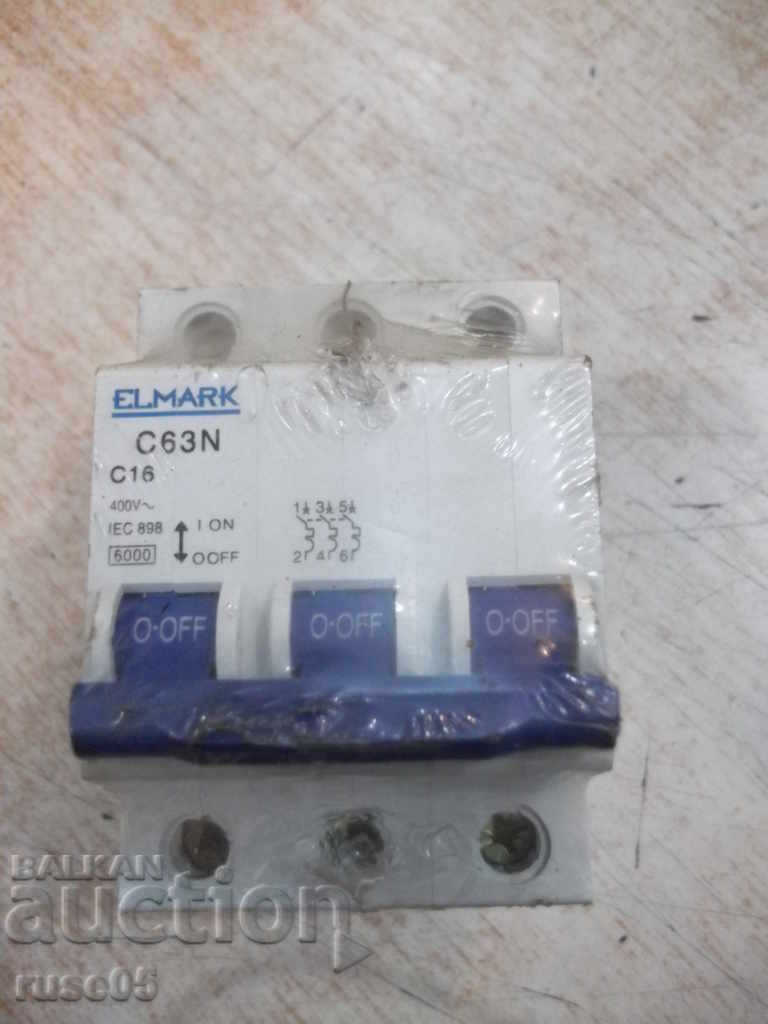 ELMARK
C63N
C16
400V~
IEC 898 I ON
6000 O OFF
1 3 5
2 4 6
O-OFF O-OFF O-OFF
BALKAN
auction
ruse05